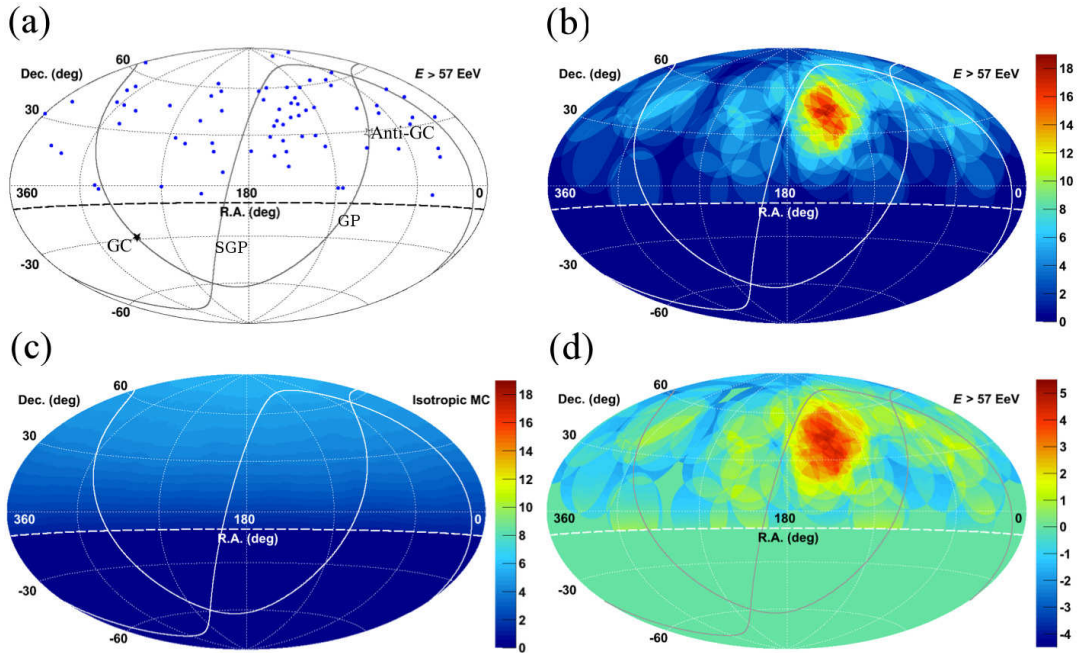 (a)
60
Dec. (deg)
E > 57 EeV
30
Anti-GC
360
180
0
R.A. (deg)
GP
GC
SGP
-30
-60
(b)
60
Dec. (deg)
E > 57 EeV
30
360
180
0
R.A. (deg)
-30
-60
18
16
14
12
10
8
6
4
2
0
(c)
60
Dec. (deg)
Isotropic MC
30
360
180
0
R.A. (deg)
-30
-60
18
16
14
12
10
8
6
4
2
0
(d)
60
Dec. (deg)
E > 57 EeV
30
360
180
0
R.A. (deg)
-30
-60
5
4
3
2
1
0
-1
-2
-3
-4